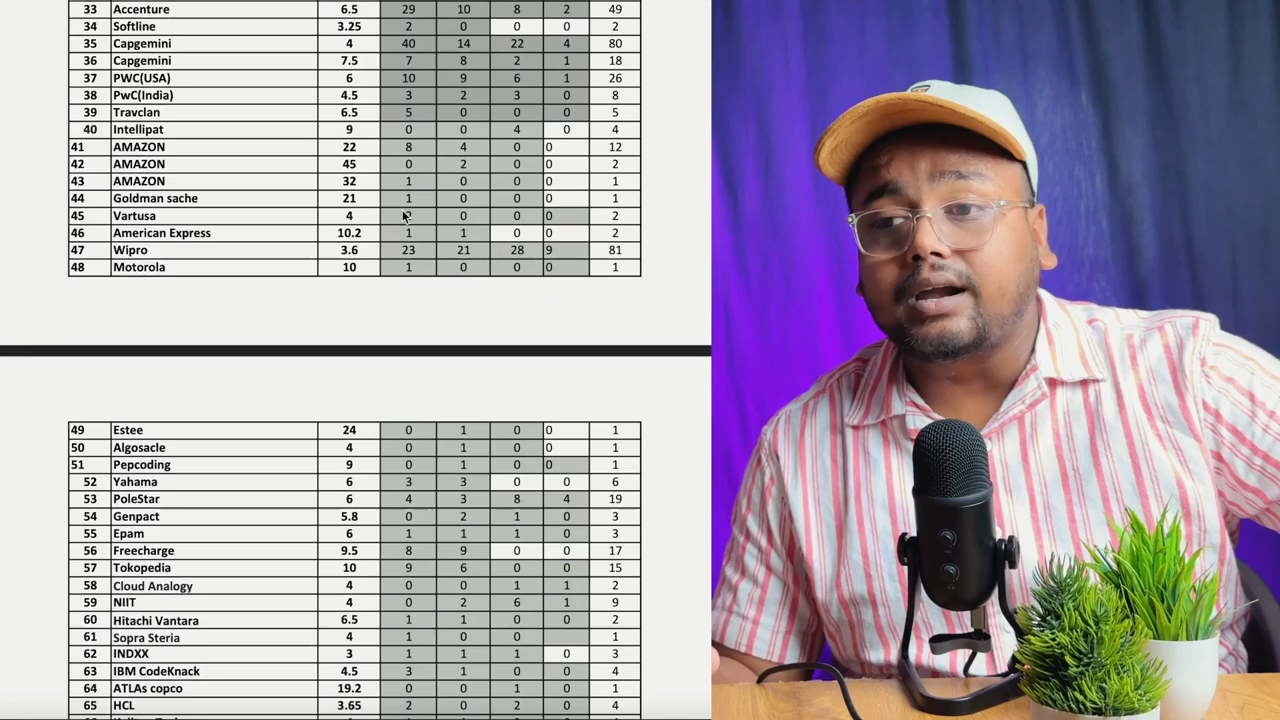 33 Accenture 6.5 29 10 8 2 49
34 Softline 3.25 2 0 0 0 2
35 Capgemini 4 40 14 22 4 80
36 Capgemini 7.5 7 8 2 1 18
37 PWC(USA) 6 10 9 6 1 26
38 PwC(India) 4.5 3 2 3 0 8
39 Travclan 6.5 5 0 0 0 5
40 Intellipat 9 0 0 4 0 4
41 AMAZON 22 8 4 0 0 12
42 AMAZON 45 0 2 0 0 2
43 AMAZON 32 1 0 0 0 1
44 Goldman sache 21 1 0 0 0 1
45 Vartusa 4 0 0 0 2
46 American Express 10.2 1 1 0 0 2
47 Wipro 3.6 23 21 28 9 81
48 Motorola 10 1 0 0 0 1
49 Estee 24 0 1 0 0 1
50 Algosacle 4 0 1 0 0 1
51 Pepcoding 9 0 1 0 0 1
52 Yahama 6 3 3 0 0 6
53 PoleStar 6 4 3 8 4 19
54 Genpact 5.8 0 2 1 0 3
55 Epam 6 1 1 1 0 3
56 Freecharge 9.5 8 9 0 0 17
57 Tokopedia 10 9 6 0 0 15
58 Cloud Analogy 4 0 0 1 1 2
59 NIIT 4 0 2 6 1 9
60 Hitachi Vantara 6.5 1 1 0 0 2
61 Sopra Steria 4 1 0 0 1
62 INDXX 3 1 1 1 0 3
63 IBM CodeKnack 4.5 3 1 0 0 4
64 ATLAs copco 19.2 0 0 1 0 1
65 HCL 3.65 2 0 2 0 4